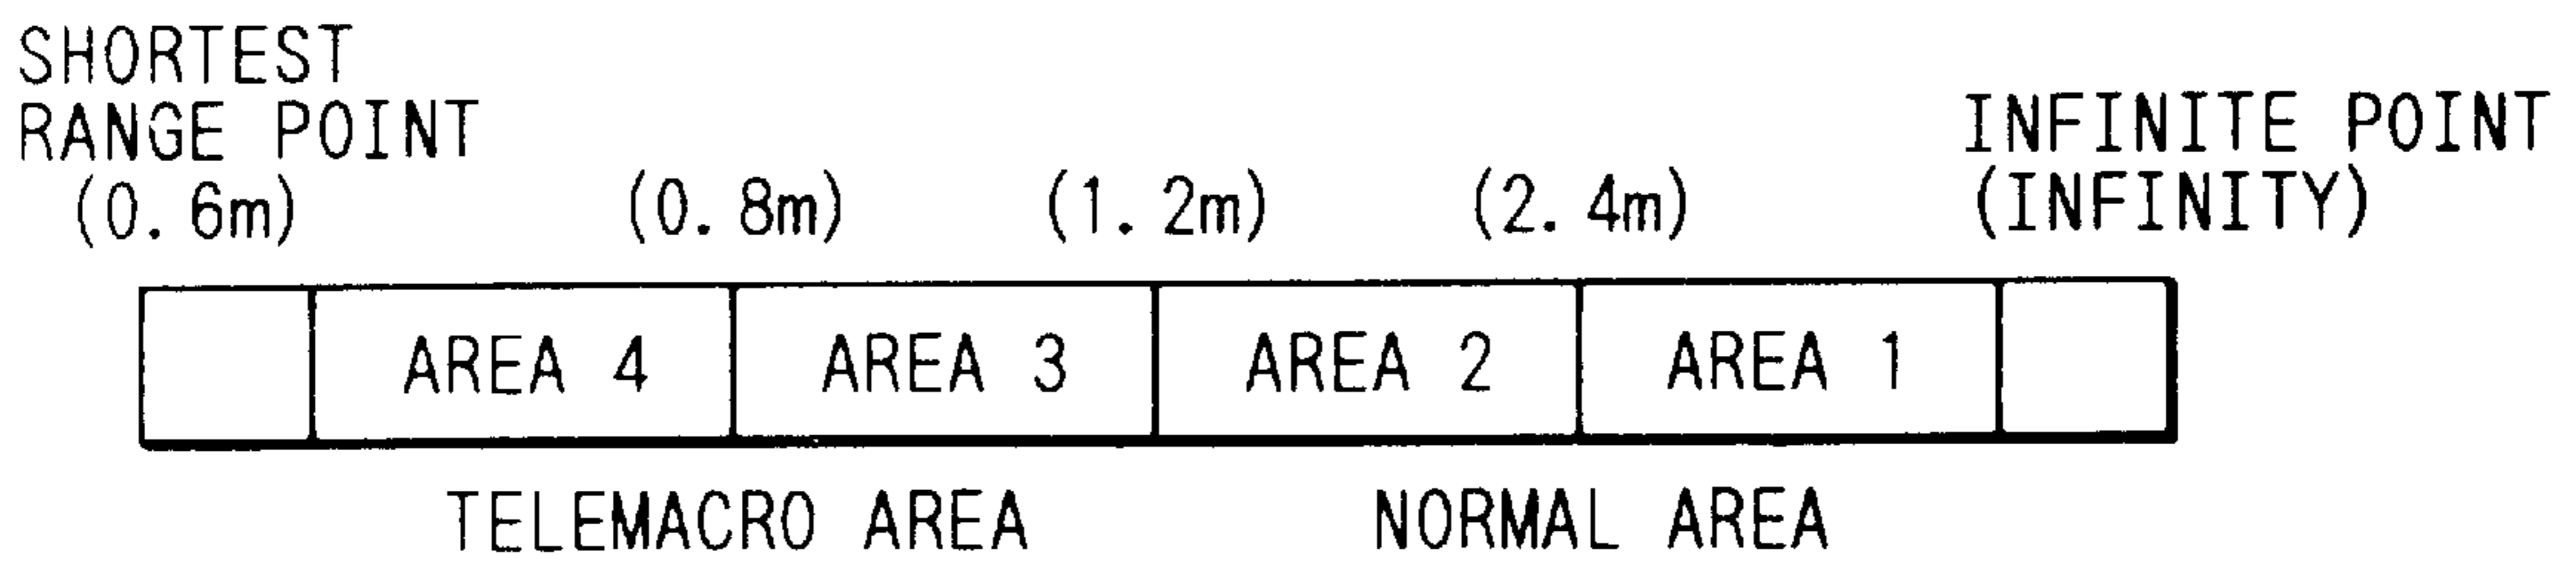 SHORTEST
RANGE POINT
(0.6m) (0.8m) (1.2m) (2.4m)
INFINITE POINT
(INFINITY)
AREA 4 AREA 3 AREA 2 AREA 1
TELEMACRO AREA NORMAL AREA